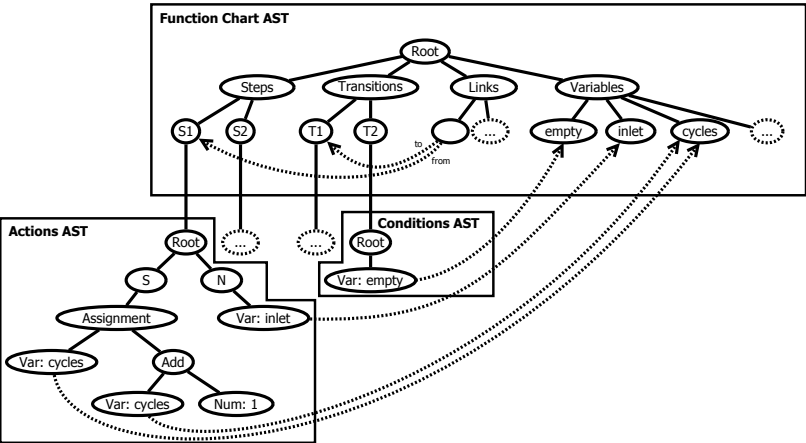 Function Chart AST
Root
Steps Transitions Links Variables
S1 S2 T1 T2 ... empty inlet cycles ...
to
from
Actions AST
Conditions AST
Root ... ... Root
S N Var: empty
Assignment Var: inlet
Var: cycles Add
Var: cycles Num: 1